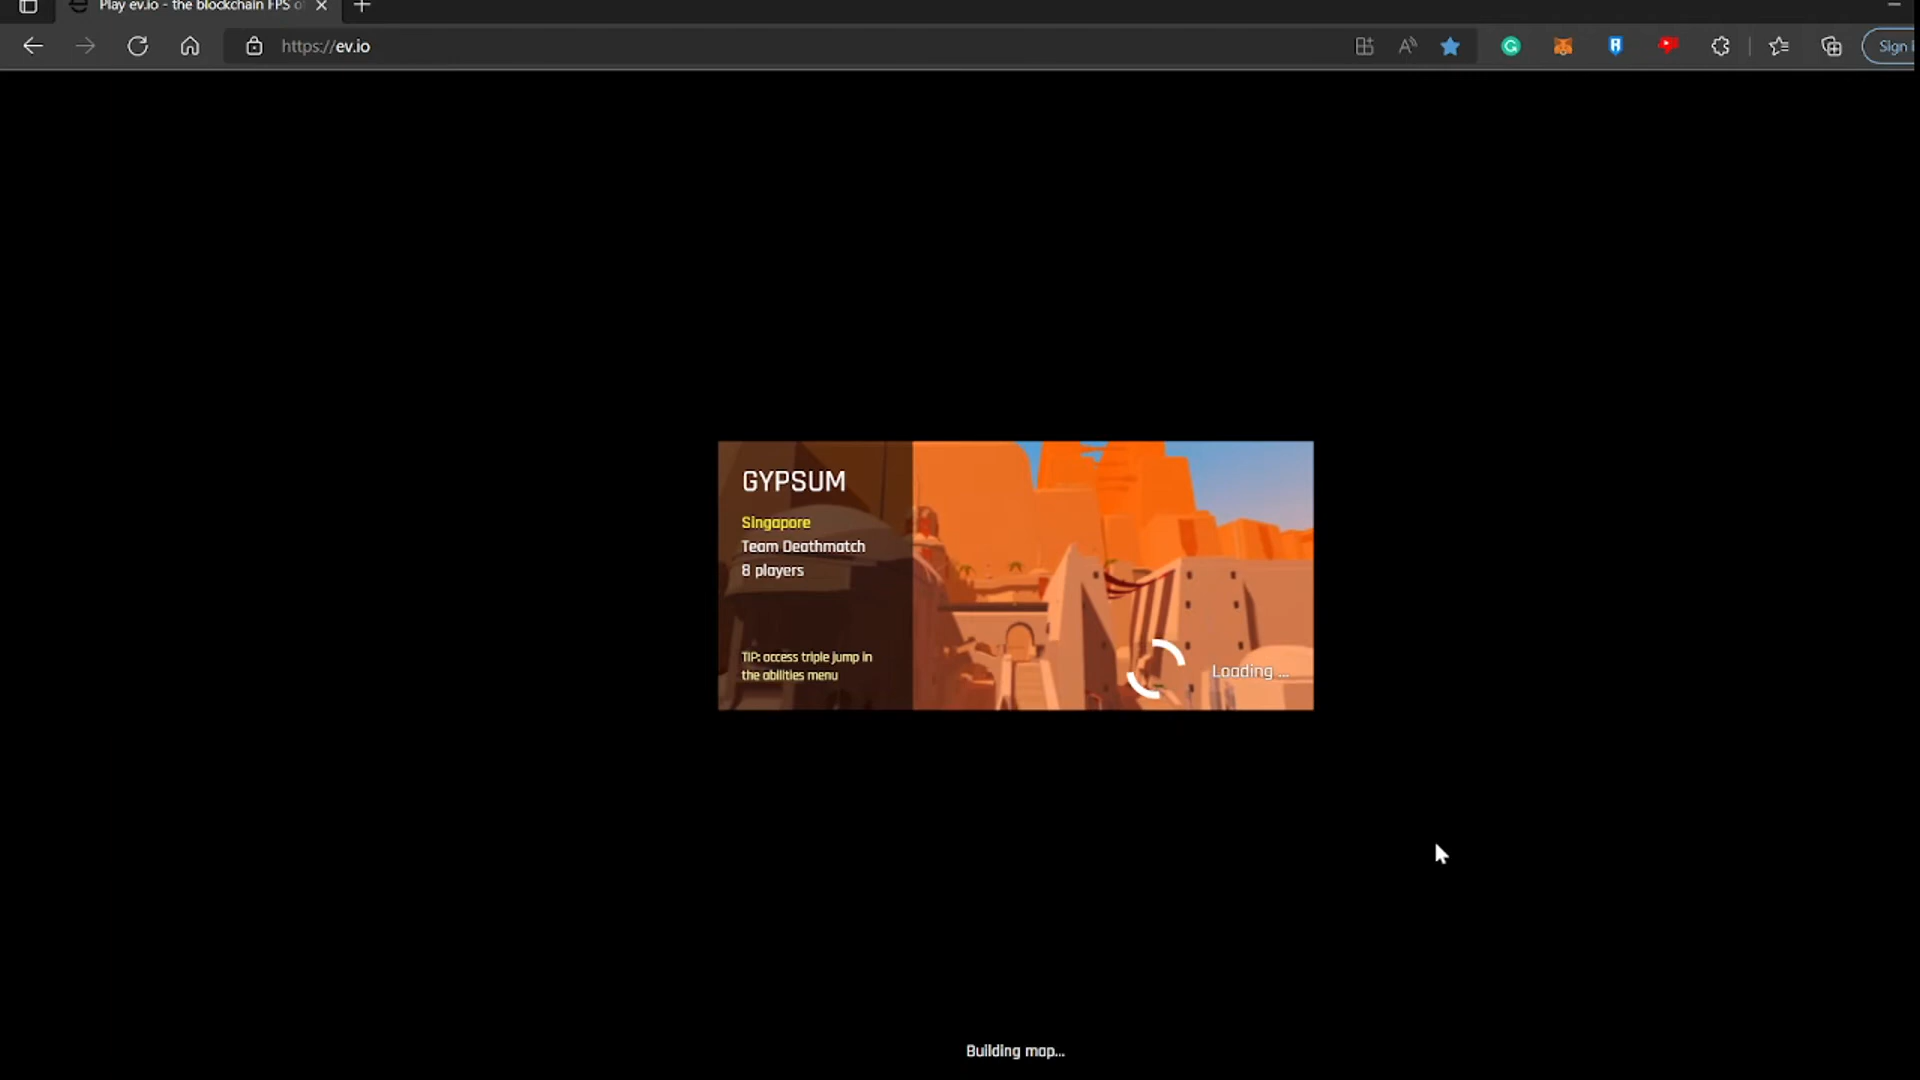 Play ev.io - the blockchain FPS o
https://ev.io
Sign i
GYPSUM
Singapore
Team Deathmatch
8 players
TIP: access triple jump in
the abilities menu
Loading ...
Building map...